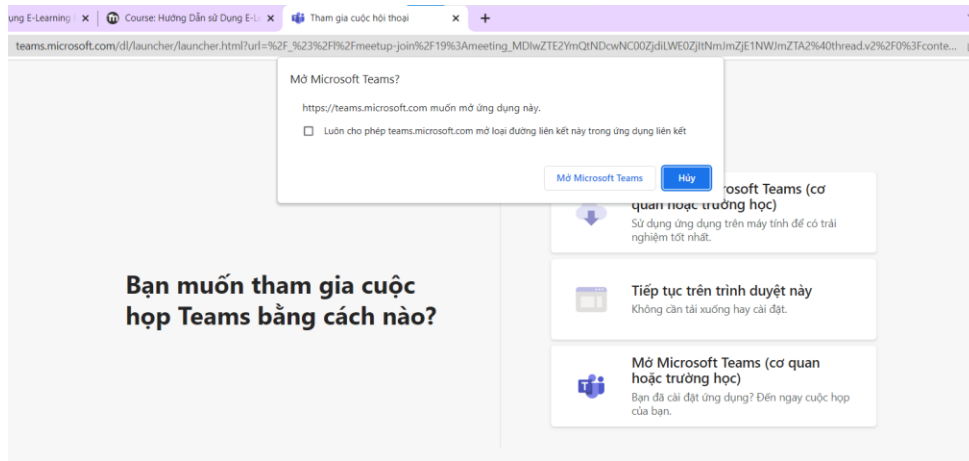 ung E-Learning
Course: Hướng Dẫn sử Dụng E-L
Tham gia cuộc hội thoại
teams.microsoft.com/dl/launcher/launcher.html?url=%2F_%23%2Fl%2Fmeetup-join%2F19%3Ameeting_MDIwZTE2YmQtNDcwNC00ZjdiLWE0ZjItNmJmZjE1NWJmZTA2%40thread.v2%2F0%3Fconte...
Mở Microsoft Teams?
https://teams.microsoft.com muốn mở ứng dụng này.
Luôn cho phép teams.microsoft.com mở loại đường liên kết này trong ứng dụng liên kết
Mở Microsoft Teams
Hủy
rosoft Teams (cơ
quan hoặc trường học)
Sử dụng ứng dụng trên máy tính để có trải
nghiệm tốt nhất.
Bạn muốn tham gia cuộc
họp Teams bằng cách nào?
Tiếp tục trên trình duyệt này
Không cần tải xuống hay cài đặt.
Mở Microsoft Teams (cơ quan
hoặc trường học)
Bạn đã cài đặt ứng dụng? Đến ngay cuộc họp
của bạn.